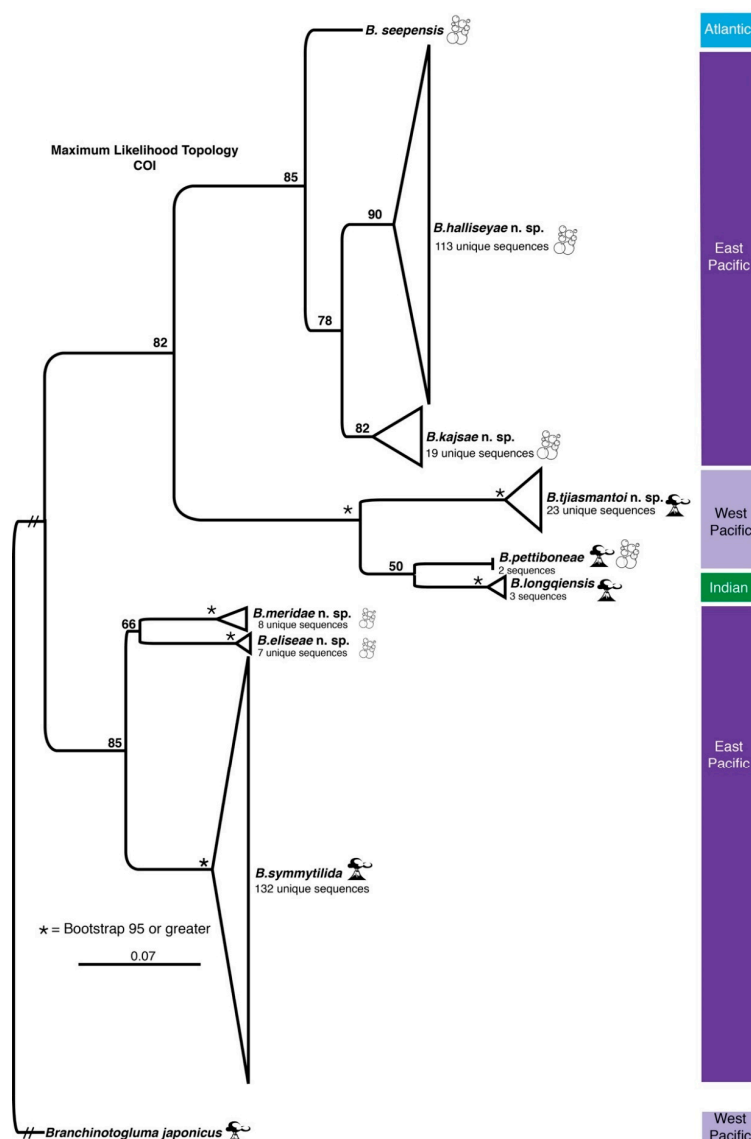 B. seepensis
Atlantic
Maximum Likelihood Topology
COI
85
90
B.halliseyae n. sp.
113 unique sequences
East
Pacific
78
82
82
B.kajsae n. sp.
19 unique sequences
*
*
B.tjiasmantoi n. sp.
23 unique sequences
West
Pacific
50
B.pettiboneae
2 sequences
*
B.longqiensis
3 sequences
Indian
66
*
B.meridae n. sp.
8 unique sequences
*
B.eliseae n. sp.
7 unique sequences
85
East
Pacific
*
B.symmytilida
132 unique sequences
* = Bootstrap 95 or greater
0.07
Branchinotogluma japonicus
West
Pacific